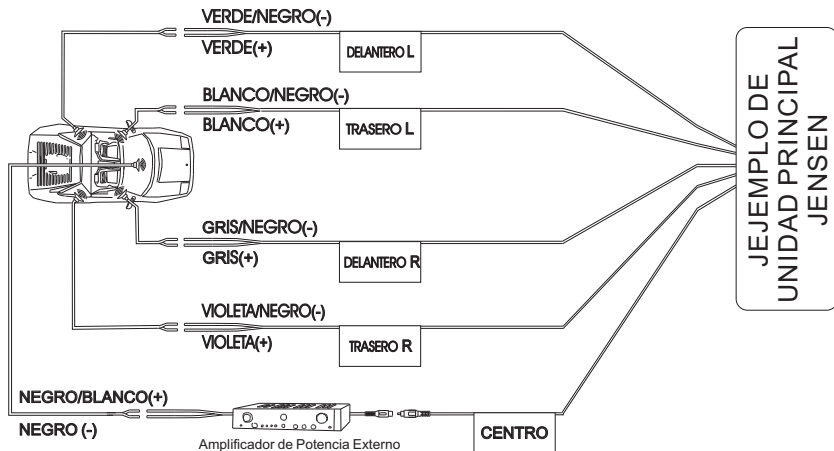 VERDE/NEGRO(-)
VERDE(+)
DELANTERO L
BLANCO/NEGRO(-)
BLANCO(+)
TRASERO L
GRIS/NEGRO(-)
GRIS(+)
DELANTERO R
VIOLETA/NEGRO(-)
VIOLETA(+)
TRASERO R
NEGRO/BLANCO(+)
NEGRO (-)
Amplificador de Potencia Externo
CENTRO
JEJEMPLO DE
UNIDAD PRINCIPAL
JENSEN